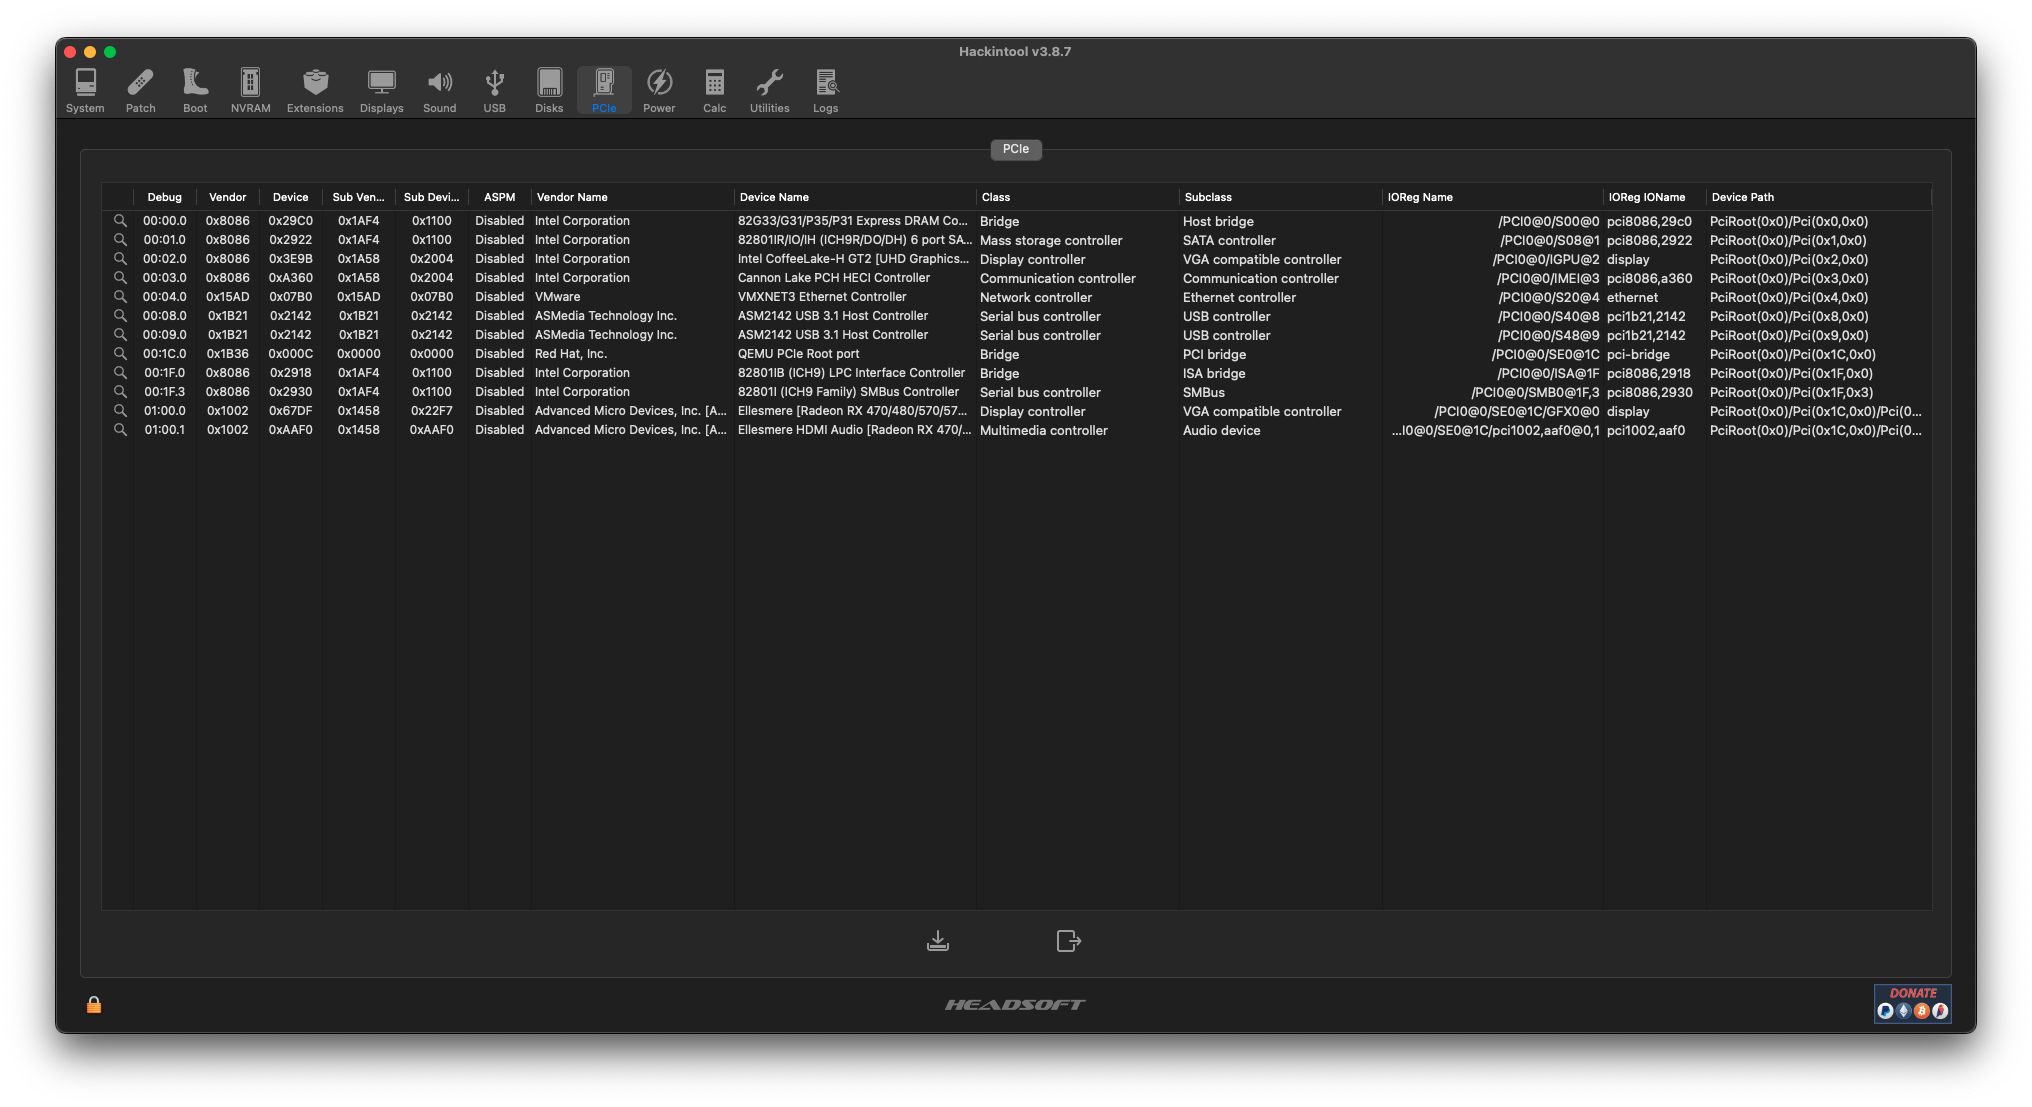 Hackintool v3.8.7
System Patch Boot NVRAM Extensions Displays Sound USB Disks PCIe Power Calc Utilities Logs
PCIe
Debug Vendor Device Sub Ven... Sub Devi... ASPM Vendor Name Device Name Class Subclass IOReg Name IOReg IOName Device Path
00:00.0 0x8086 0x29C0 0x1AF4 0x1100 Disabled Intel Corporation 82G33/G31/P35/P31 Express DRAM Co... Bridge Host bridge /PCI0@0/S00@0 pci8086,29c0 PciRoot(0x0)/Pci(0x0,0x0)
00:01.0 0x8086 0x2922 0x1AF4 0x1100 Disabled Intel Corporation 82801IR/IO/IH (ICH9R/DO/DH) 6 port SA... Mass storage controller SATA controller /PCI0@0/S08@1 pci8086,2922 PciRoot(0x0)/Pci(0x1,0x0)
00:02.0 0x8086 0x3E9B 0x1A58 0x2004 Disabled Intel Corporation Intel CoffeeLake-H GT2 [UHD Graphics... Display controller VGA compatible controller /PCI0@0/IGPU@2 display PciRoot(0x0)/Pci(0x2,0x0)
00:03.0 0x8086 0xA360 0x1A58 0x2004 Disabled Intel Corporation Cannon Lake PCH HECI Controller Communication controller Communication controller /PCI0@0/IMEI@3 pci8086,a360 PciRoot(0x0)/Pci(0x3,0x0)
00:04.0 0x15AD 0x07B0 0x15AD 0x07B0 Disabled VMware VMXNET3 Ethernet Controller Network controller Ethernet controller /PCI0@0/S20@4 ethernet PciRoot(0x0)/Pci(0x4,0x0)
00:08.0 0x1B21 0x2142 0x1B21 0x2142 Disabled ASMedia Technology Inc. ASM2142 USB 3.1 Host Controller Serial bus controller USB controller /PCI0@0/S40@8 pci1b21,2142 PciRoot(0x0)/Pci(0x8,0x0)
00:09.0 0x1B21 0x2142 0x1B21 0x2142 Disabled ASMedia Technology Inc. ASM2142 USB 3.1 Host Controller Serial bus controller USB controller /PCI0@0/S48@9 pci1b21,2142 PciRoot(0x0)/Pci(0x9,0x0)
00:1C.0 0x1B36 0x000C 0x0000 0x0000 Disabled Red Hat, Inc. QEMU PCIe Root port Bridge PCI bridge /PCI0@0/SE0@1C pci-bridge PciRoot(0x0)/Pci(0x1C,0x0)
00:1F.0 0x8086 0x2918 0x1AF4 0x1100 Disabled Intel Corporation 82801IB (ICH9) LPC Interface Controller Bridge ISA bridge /PCI0@0/ISA@1F pci8086,2918 PciRoot(0x0)/Pci(0x1F,0x0)
00:1F.3 0x8086 0x2930 0x1AF4 0x1100 Disabled Intel Corporation 82801I (ICH9 Family) SMBus Controller Serial bus controller SMBus /PCI0@0/SMB0@1F,3 pci8086,2930 PciRoot(0x0)/Pci(0x1F,0x3)
01:00.0 0x1002 0x67DF 0x1458 0x22F7 Disabled Advanced Micro Devices, Inc. [A... Ellesmere [Radeon RX 470/480/570/57... Display controller VGA compatible controller /PCI0@0/SE0@1C/GFX0@0 display PciRoot(0x0)/Pci(0x1C,0x0)/Pci(0...
01:00.1 0x1002 0xAAF0 0x1458 0xAAF0 Disabled Advanced Micro Devices, Inc. [A... Ellesmere HDMI Audio [Radeon RX 470/... Multimedia controller Audio device ...I0@0/SE0@1C/pci1002,aaf0@0,1 pci1002,aaf0 PciRoot(0x0)/Pci(0x1C,0x0)/Pci(0...
HEADSOFT
DONATE